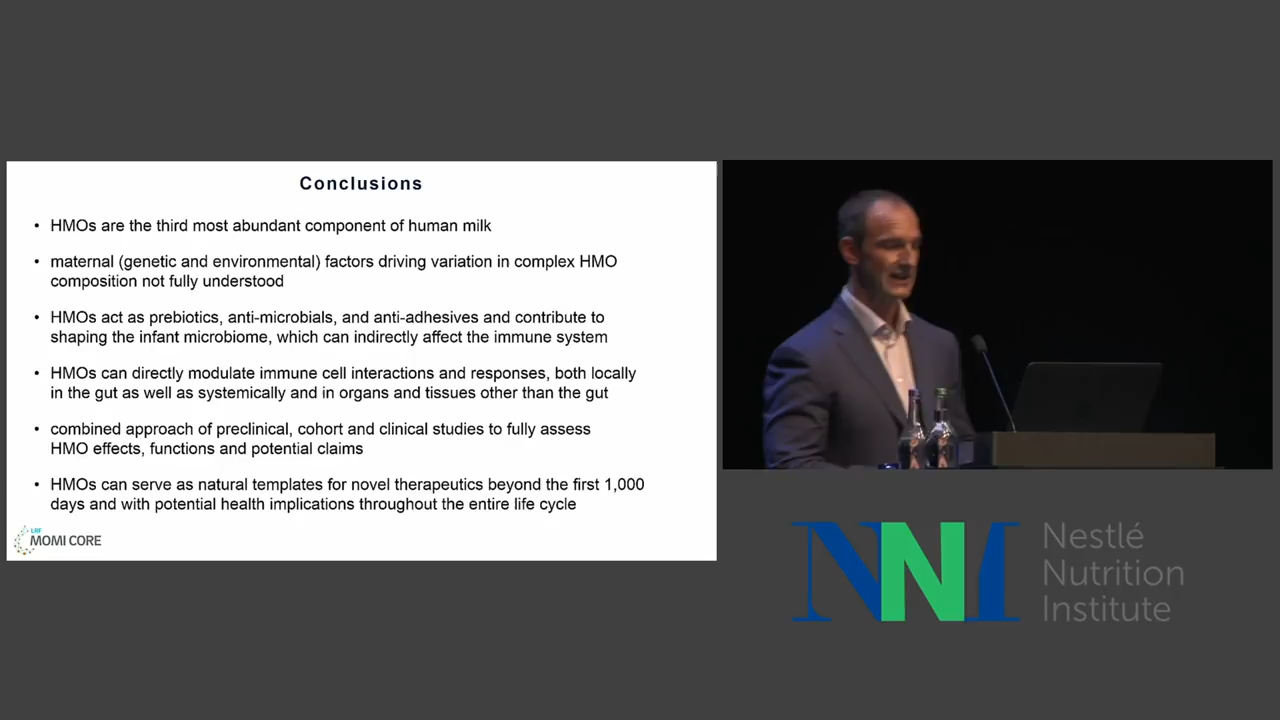 Conclusions
• HMOs are the third most abundant component of human milk
• maternal (genetic and environmental) factors driving variation in complex HMO
composition not fully understood
• HMOs act as prebiotics, anti-microbials, and anti-adhesives and contribute to
shaping the infant microbiome, which can indirectly affect the immune system
• HMOs can directly modulate immune cell interactions and responses, both locally
in the gut as well as systemically and in organs and tissues other than the gut
• combined approach of preclinical, cohort and clinical studies to fully assess
HMO effects, functions and potential claims
• HMOs can serve as natural templates for novel therapeutics beyond the first 1,000
days and with potential health implications throughout the entire life cycle
LRF
MOMI CORE
NNI
Nestlé
Nutrition
Institute